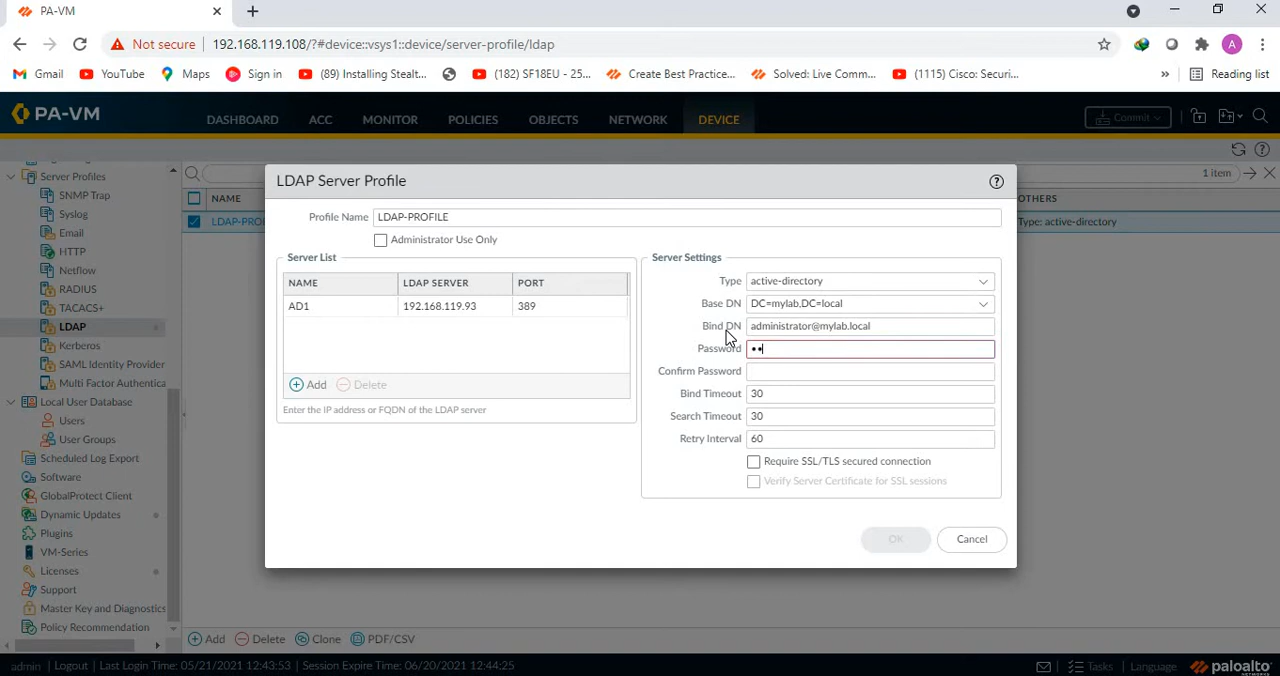 PA-VM
Not secure 192.168.119.108/?#device::vsys1::device/server-profile/ldap
A
Gmail YouTube Maps Sign in (89) Installing Stealt... (182) SF18EU - 25... Create Best Practice... Solved: Live Comm... (1115) Cisco: Securi... » Reading list
PA-VM DASHBOARD ACC MONITOR POLICIES OBJECTS NETWORK DEVICE Commit
Server Profiles
SNMP Trap
Syslog
Email
HTTP
Netflow
RADIUS
TACACS+
LDAP
Kerberos
SAML Identity Provider
Multi Factor Authentica
Local User Database
Users
User Groups
Scheduled Log Export
Software
GlobalProtect Client
Dynamic Updates
Plugins
VM-Series
Licenses
Support
Master Key and Diagnostics
Policy Recommendation
1 item
NAME OTHERS
LDAP-PROF Type: active-directory
LDAP Server Profile
Profile Name LDAP-PROFILE
Administrator Use Only
Server List
NAME LDAP SERVER PORT
AD1 192.168.119.93 389
Add Delete
Enter the IP address or FQDN of the LDAP server
Server Settings
Type active-directory
Base DN DC=mylab,DC=local
Bind DN administrator@mylab.local
Password ••
Confirm Password
Bind Timeout 30
Search Timeout 30
Retry Interval 60
Require SSL/TLS secured connection
Verify Server Certificate for SSL sessions
OK Cancel
Add Delete Clone PDF/CSV
admin | Logout | Last Login Time: 05/21/2021 12:43:53 | Session Expire Time: 06/20/2021 12:44:25 Tasks | Language paloalto NETWORKS